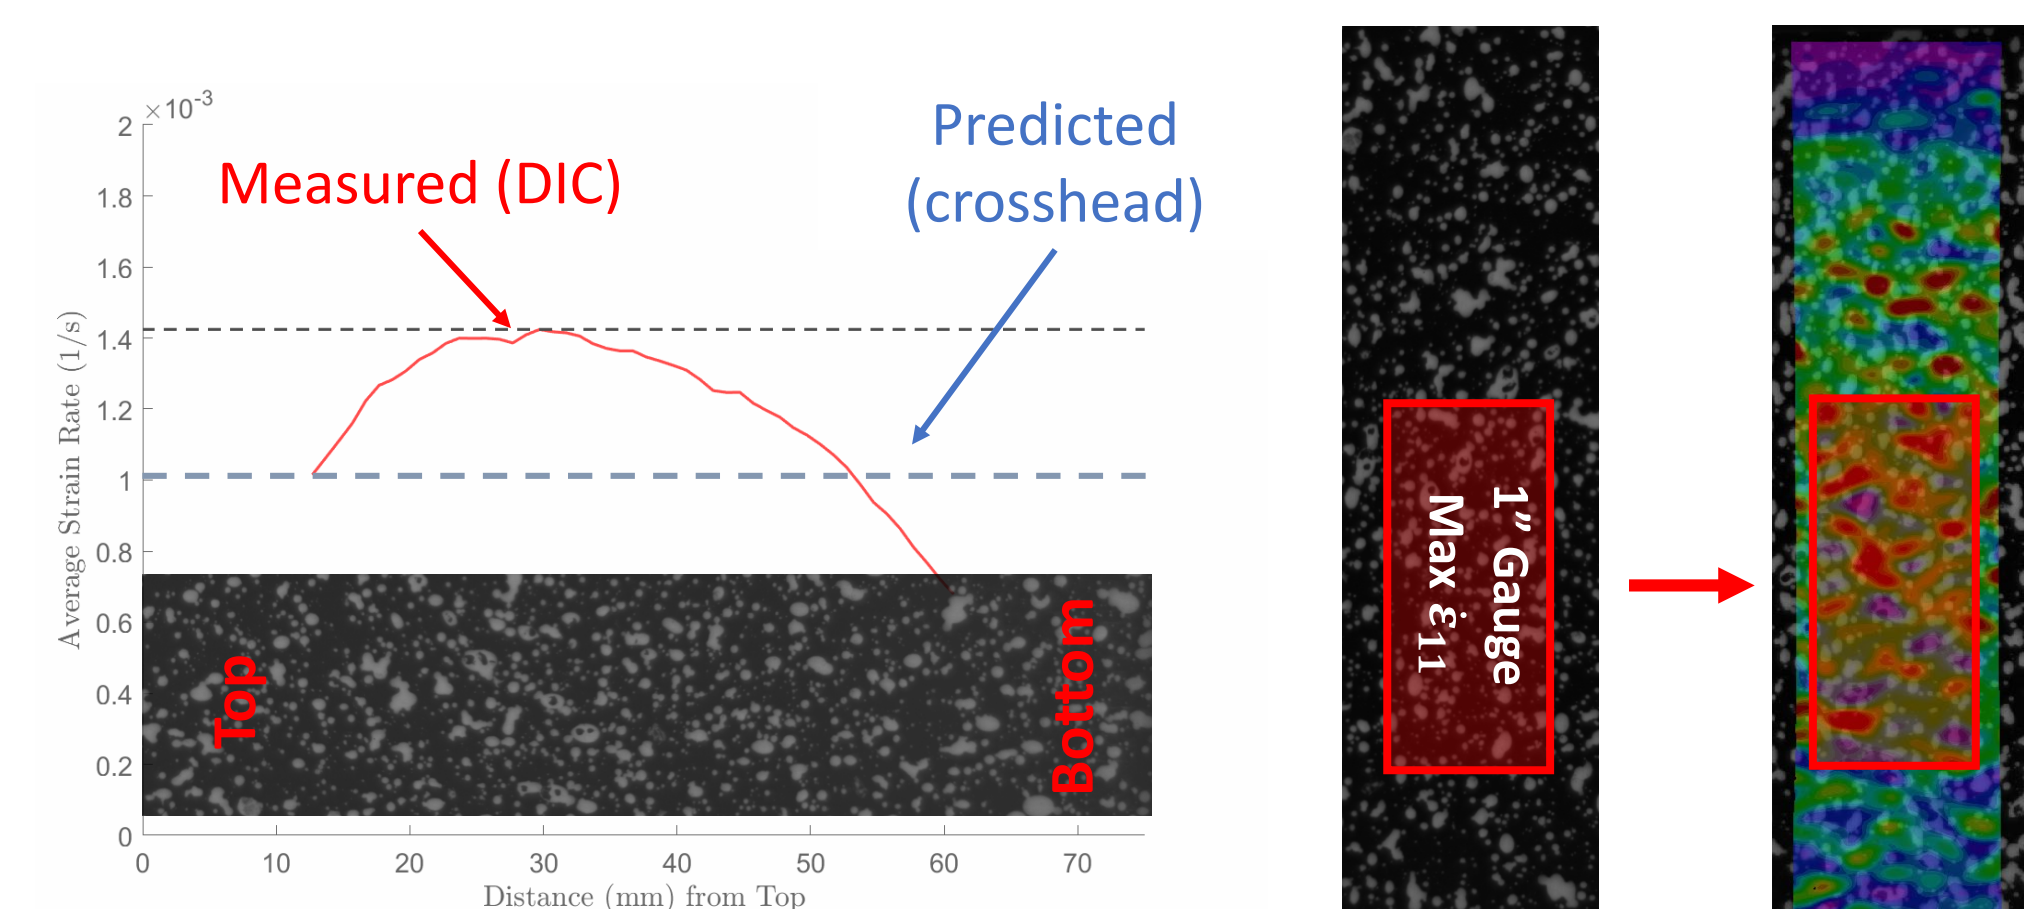 ×10⁻³
2
1.8
1.6
1.4
1.2
1
0.8
0.6
0.4
0.2
0
Average Strain Rate (1/s)
Measured (DIC)
Predicted
(crosshead)
Top
Bottom
0 10 20 30 40 50 60 70
Distance (mm) from Top
1” Gauge
Max ε̇₁₁